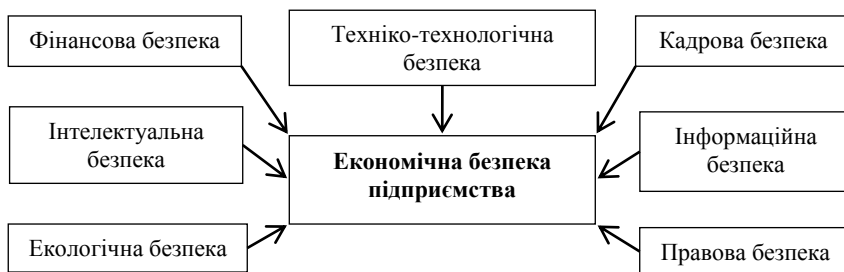 Фінансова безпека
Техніко-технологічна
безпека
Кадрова безпека
Інтелектуальна
безпека
Економічна безпека
підприємства
Інформаційна
безпека
Екологічна безпека
Правова безпека